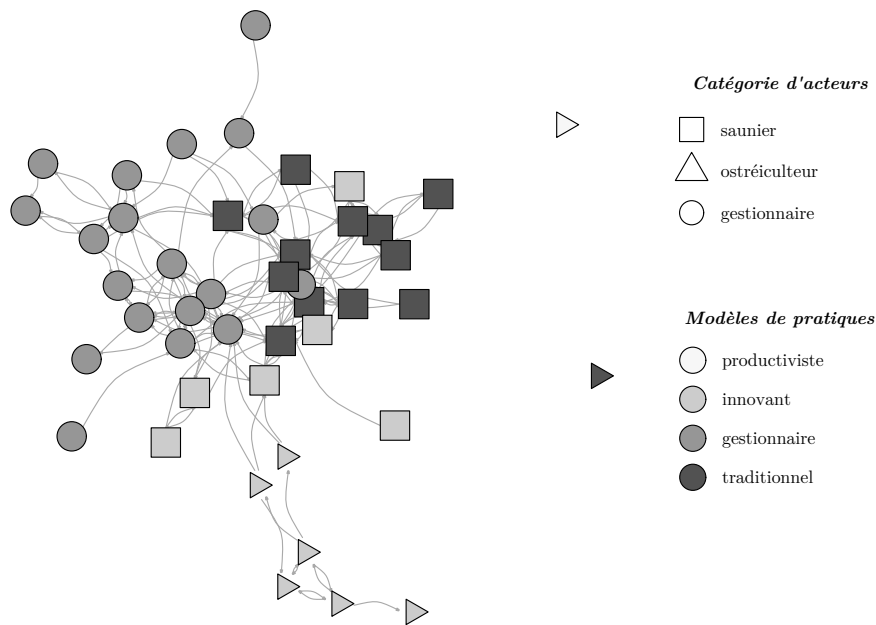 Catégorie d'acteurs
saunier
ostréiculteur
gestionnaire
Modèles de pratiques
productiviste
innovant
gestionnaire
traditionnel